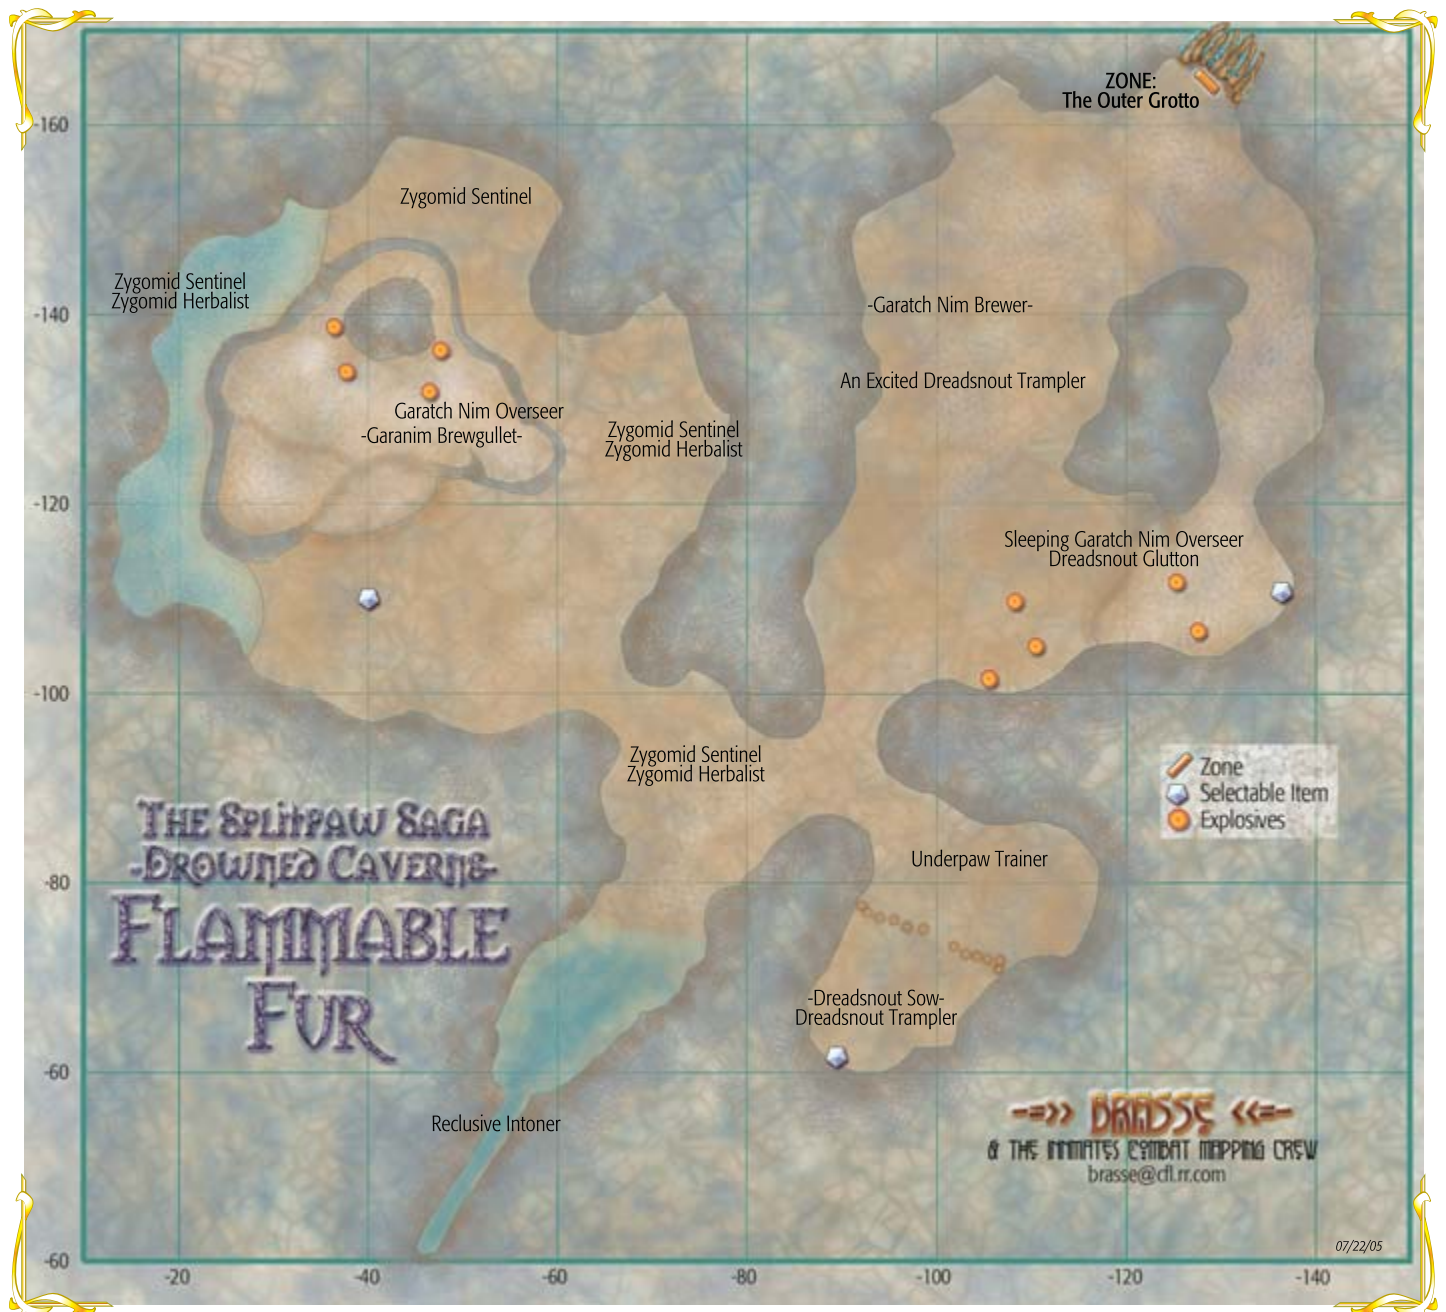 ZONE:
The Outer Grotto
-160
Zygomid Sentinel
Zygomid Sentinel
Zygomid Herbalist
-140
-Garatch Nim Brewer-
An Excited Dreadsnout Trampler
Garatch Nim Overseer
-Garanim Brewgullet-
Zygomid Sentinel
Zygomid Herbalist
-120
Sleeping Garatch Nim Overseer
Dreadsnout Glutton
-100
Zygomid Sentinel
Zygomid Herbalist
Zone
Selectable Item
Explosives
THE SPLITPAW SAGA
-DROWNED CAVERNS-
FLAMMABLE
FUR
Underpaw Trainer
-80
-Dreadsnout Sow-
Dreadsnout Trampler
-60
Reclusive Intoner
BRASSE
& THE INNMATES COMBAT MAPPING CREW
brasse@cfl.rr.com
07/22/05
-60
-20 -40 -60 -80 -100 -120 -140